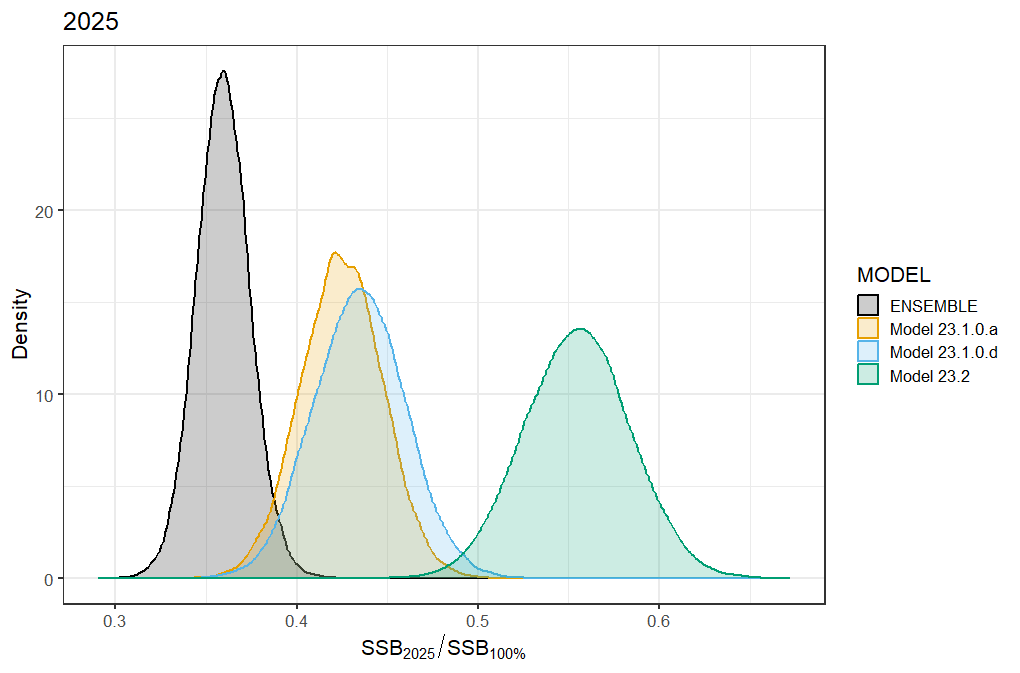 2025
Density
20
10
0
0.3 0.4 0.5 0.6
SSB2025/SSB100%
MODEL
ENSEMBLE
Model 23.1.0.a
Model 23.1.0.d
Model 23.2